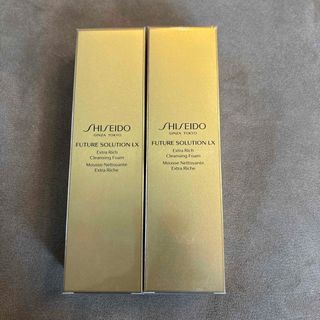 SHISEIDO
GINZA TOKYO
FUTURE SOLUTION LX
Extra Rich
Cleansing Foam
Mousse Nettoyante
Extra Riche
SHISEIDO
GINZA TOKYO
FUTURE SOLUTION LX
Extra Rich
Cleansing Foam
Mousse Nettoyante
Extra Riche